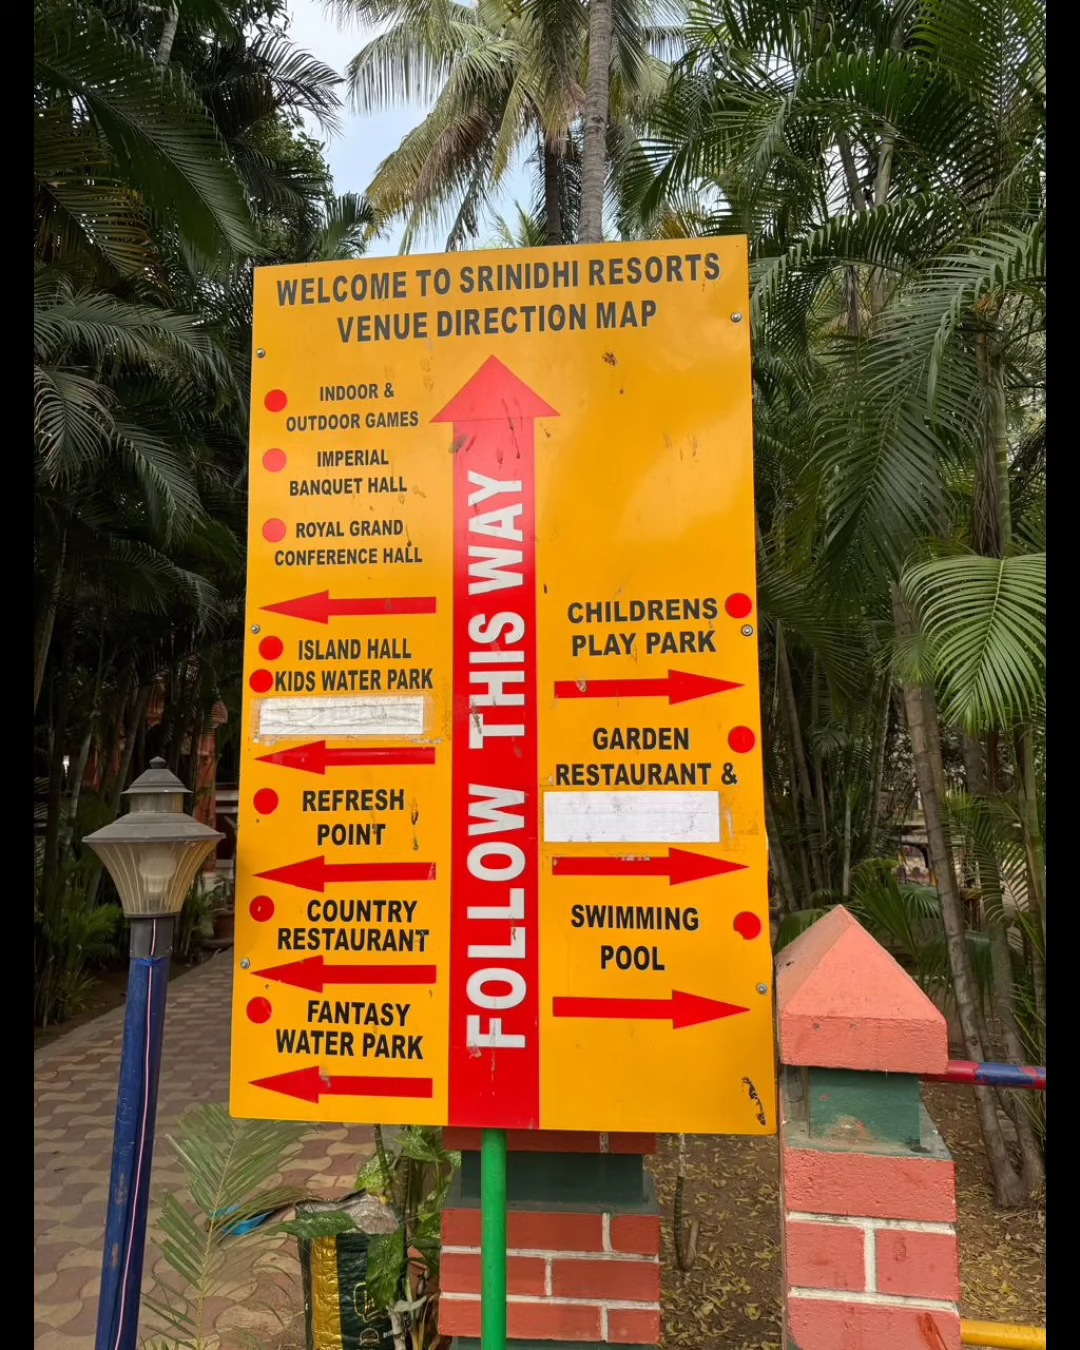 WELCOME TO SRINIDHI RESORTS
VENUE DIRECTION MAP
INDOOR &
OUTDOOR GAMES
IMPERIAL
BANQUET HALL
ROYAL GRAND
CONFERENCE HALL
ISLAND HALL
KIDS WATER PARK
REFRESH
POINT
COUNTRY
RESTAURANT
FANTASY
WATER PARK
FOLLOW THIS WAY
CHILDRENS
PLAY PARK
GARDEN
RESTAURANT &
SWIMMING
POOL